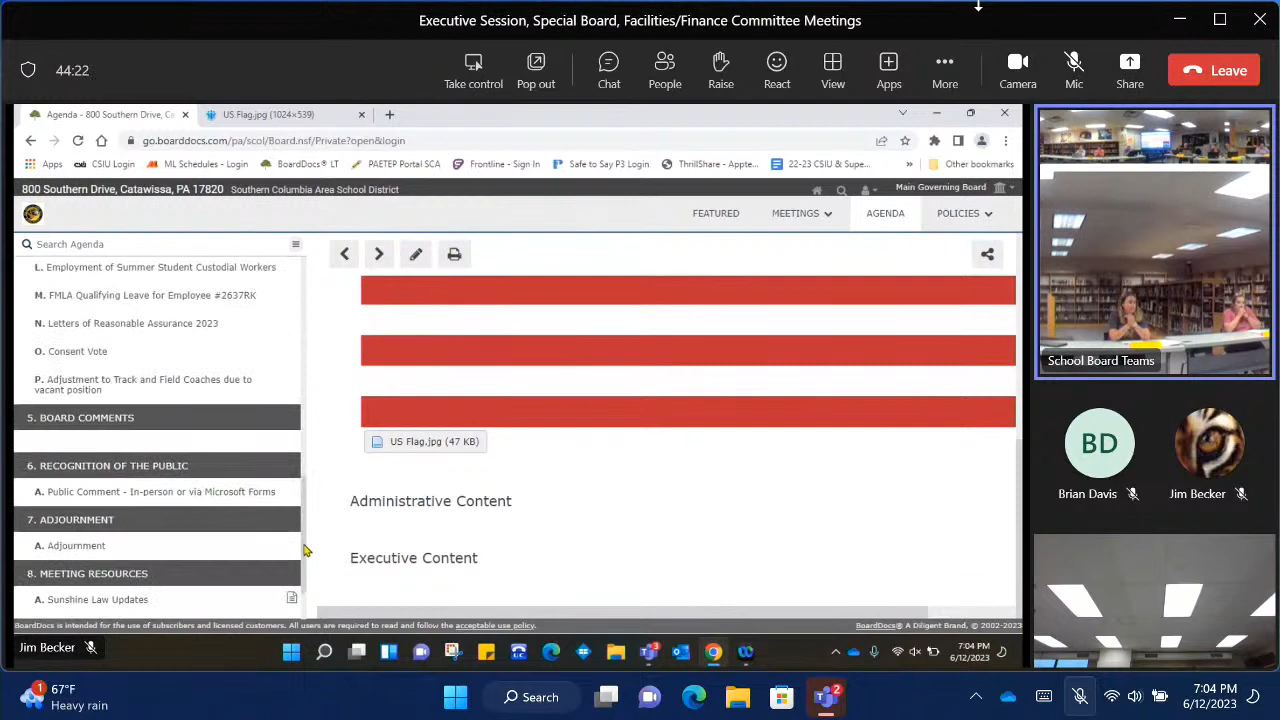 Executive Session, Special Board, Facilities/Finance Committee Meetings
44:22
Take control
Pop out
Chat
People
Raise
React
View
Apps
More
Camera
Mic
Share
Leave
Agenda - 800 Southern Drive, Ca
US Flag.jpg (1024×539)
go.boarddocs.com/pa/scol/Board.nsf/Private?open&login
Apps
CSIU Login
ML Schedules - Login
BoardDocs® LT
PAETEP Portal SCA
Frontline - Sign In
Safe to Say P3 Login
ThrillShare - Appte...
22-23 CSIU & Supe...
»
Other bookmarks
800 Southern Drive, Catawissa, PA 17820 Southern Columbia Area School District
Main Governing Board
FEATURED
MEETINGS
AGENDA
POLICIES
Search Agenda
L. Employment of Summer Student Custodial Workers
M. FMLA Qualifying Leave for Employee #2637RK
N. Letters of Reasonable Assurance 2023
O. Consent Vote
P. Adjustment to Track and Field Coaches due to
vacant position
5. BOARD COMMENTS
6. RECOGNITION OF THE PUBLIC
A. Public Comment - In-person or via Microsoft Forms
7. ADJOURNMENT
A. Adjournment
8. MEETING RESOURCES
A. Sunshine Law Updates
US Flag.jpg (47 KB)
Administrative Content
Executive Content
BoardDocs is intended for the use of subscribers and licensed customers. All users are required to read and follow the acceptable use policy.
BoardDocs® A Diligent Brand, © 2002-2023
Jim Becker
7:04 PM
6/12/2023
School Board Teams
BD
Brian Davis
Jim Becker
1
67°F
Heavy rain
Search
2
7:04 PM
6/12/2023